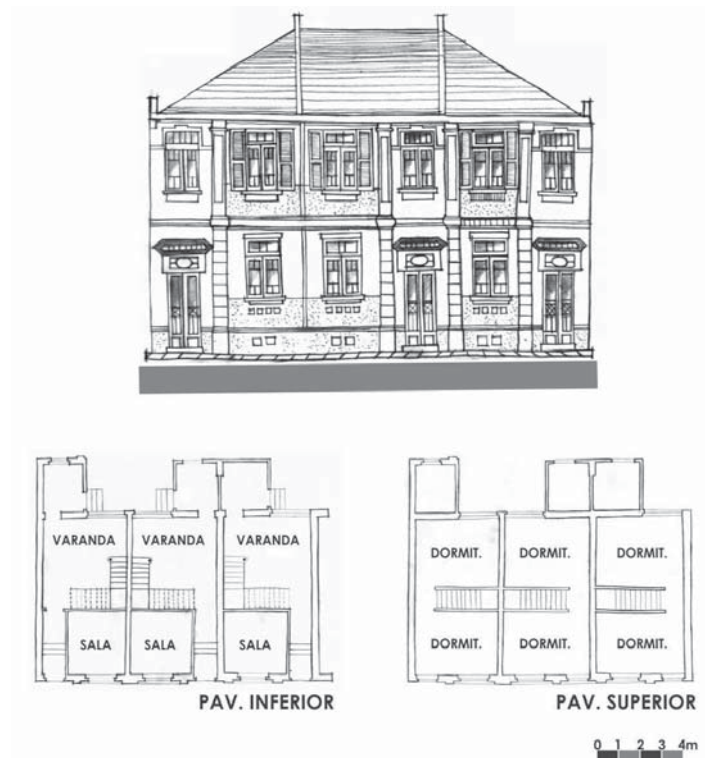 VARANDA VARANDA VARANDA
SALA SALA SALA
PAV. INFERIOR
DORMIT. DORMIT. DORMIT.
DORMIT. DORMIT. DORMIT.
PAV. SUPERIOR
0 1 2 3 4m